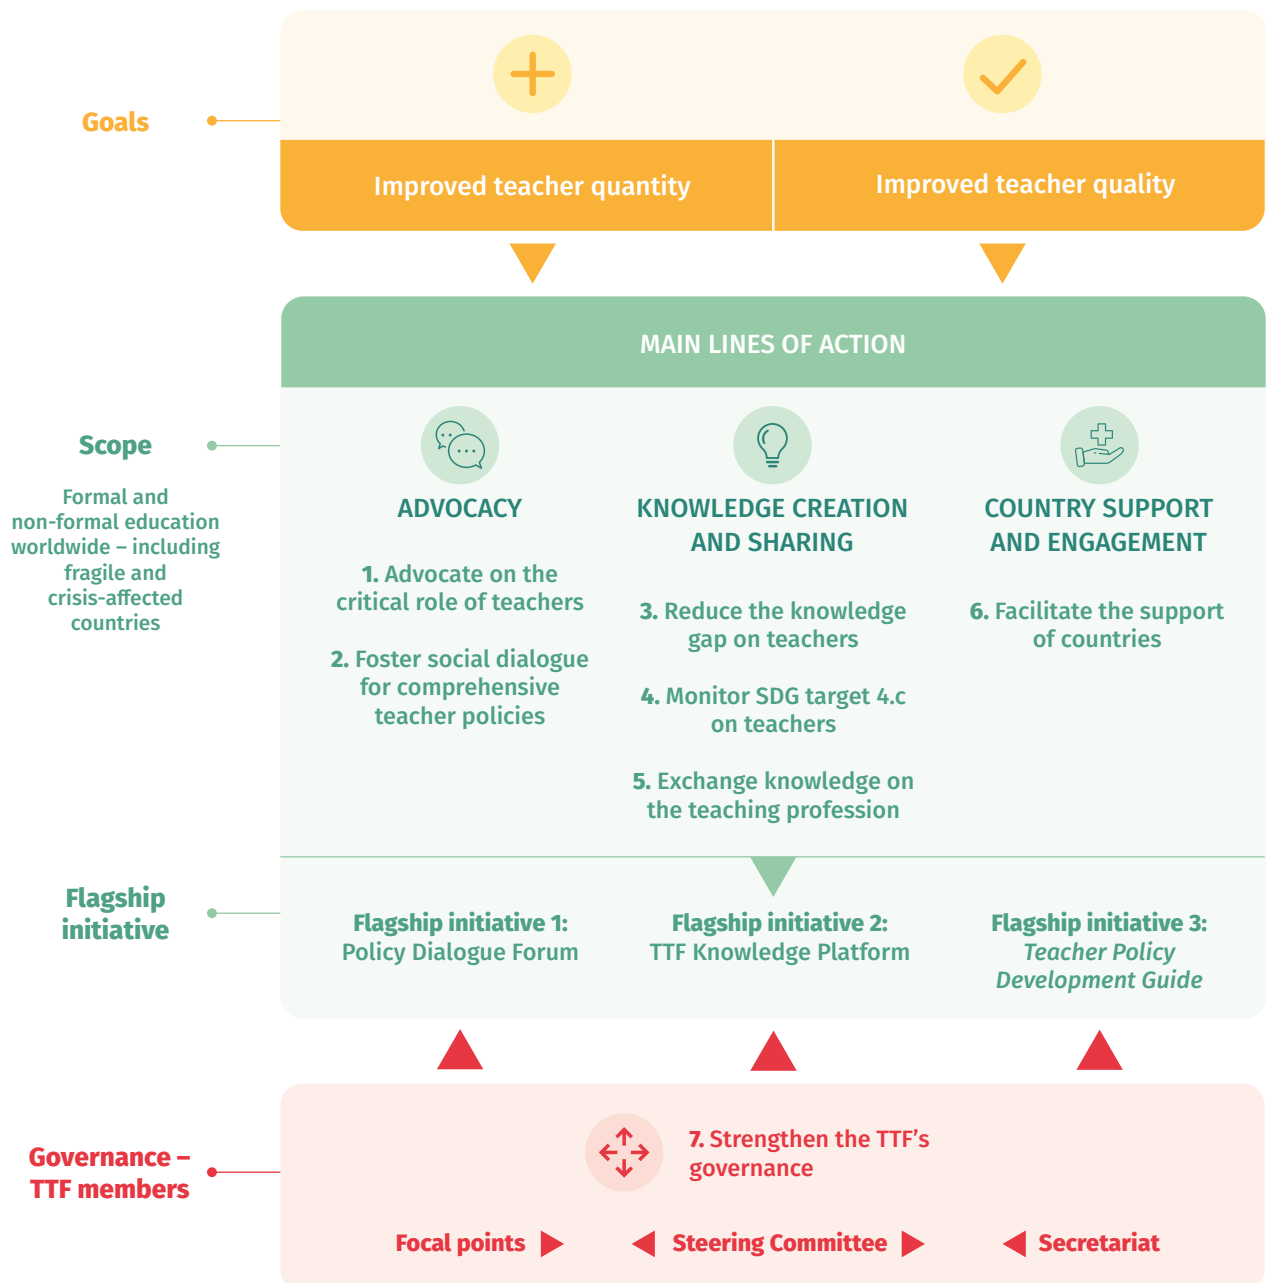 Goals
Improved teacher quantity
Improved teacher quality
MAIN LINES OF ACTION
Scope
Formal and
non-formal education
worldwide – including
fragile and
crisis-affected
countries
ADVOCACY
1. Advocate on the
critical role of teachers
2. Foster social dialogue
for comprehensive
teacher policies
KNOWLEDGE CREATION
AND SHARING
3. Reduce the knowledge
gap on teachers
4. Monitor SDG target 4.c
on teachers
5. Exchange knowledge on
the teaching profession
COUNTRY SUPPORT
AND ENGAGEMENT
6. Facilitate the support
of countries
Flagship
initiative
Flagship initiative 1:
Policy Dialogue Forum
Flagship initiative 2:
TTF Knowledge Platform
Flagship initiative 3:
Teacher Policy
Development Guide
Governance –
TTF members
7. Strengthen the TTF’s
governance
Focal points
Steering Committee
Secretariat